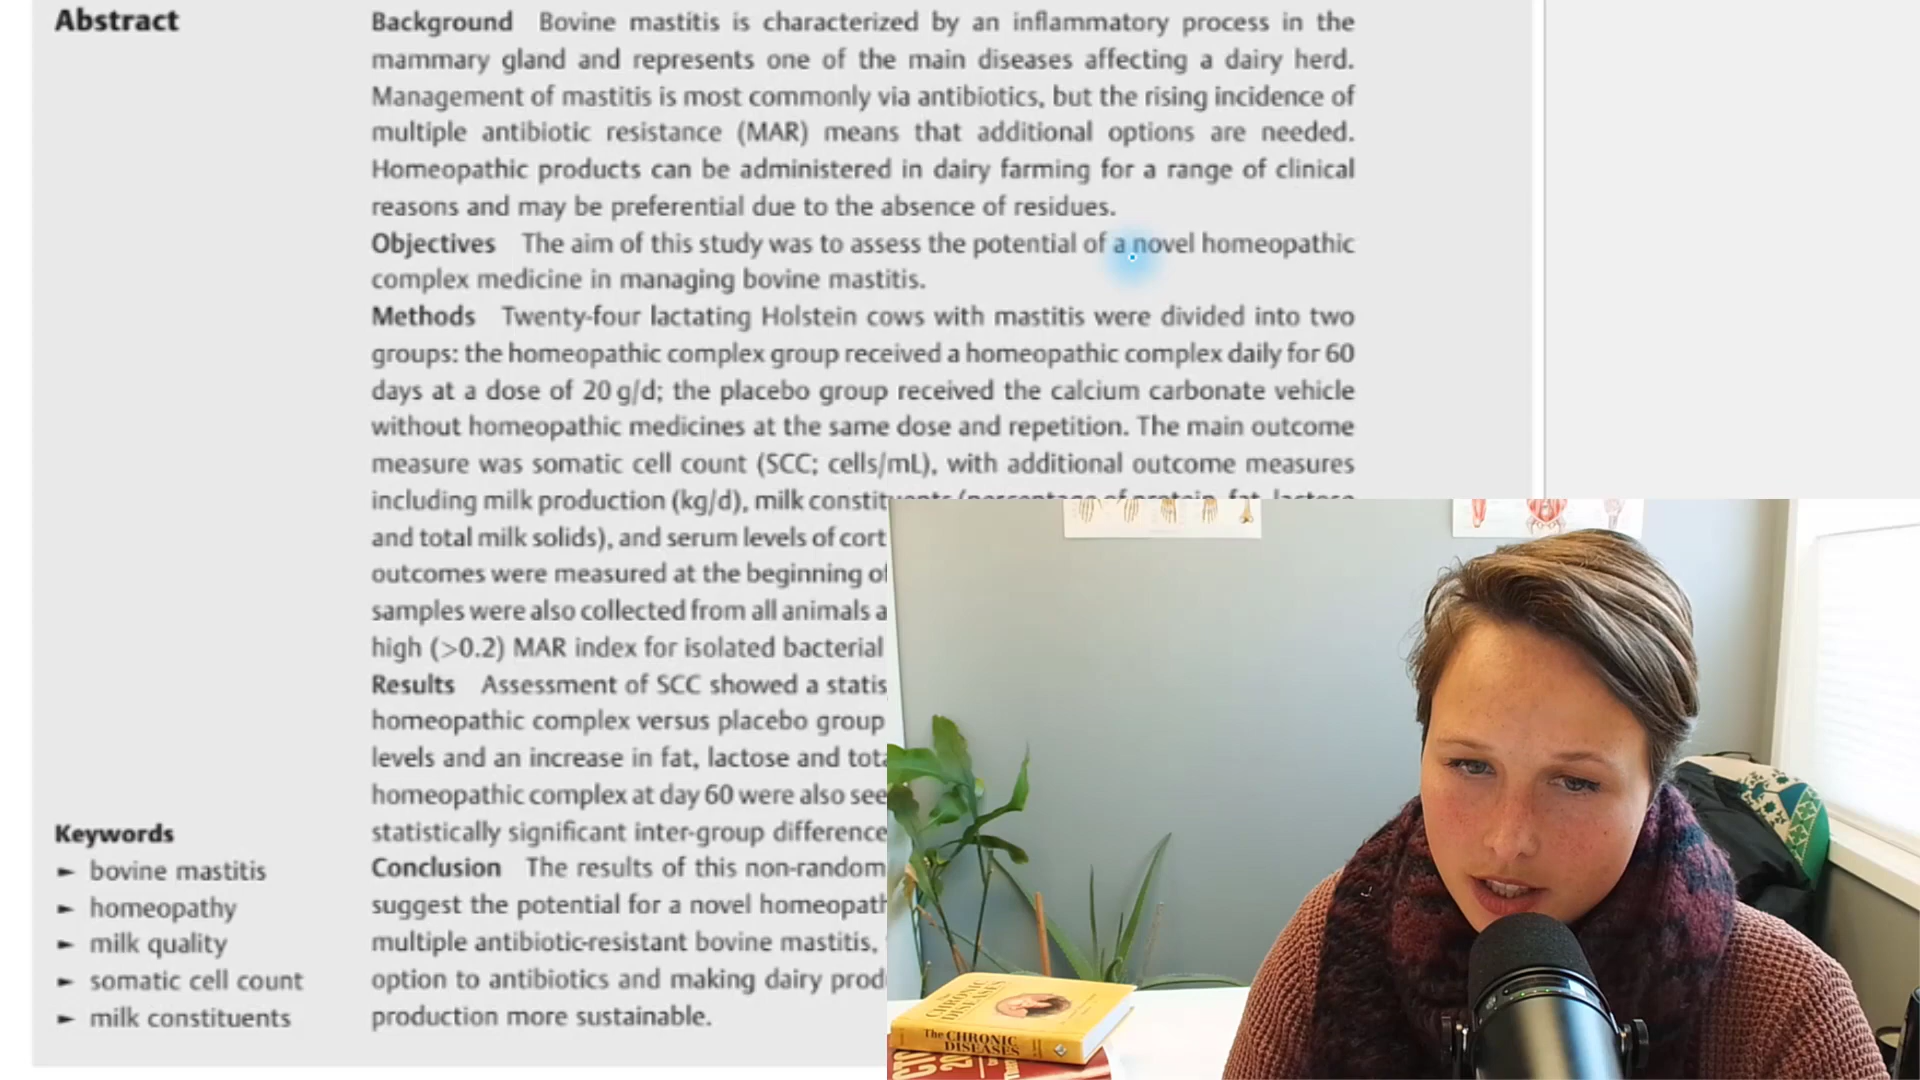 Abstract
Background Bovine mastitis is characterized by an inflammatory process in the
mammary gland and represents one of the main diseases affecting a dairy herd.
Management of mastitis is most commonly via antibiotics, but the rising incidence of
multiple antibiotic resistance (MAR) means that additional options are needed.
Homeopathic products can be administered in dairy farming for a range of clinical
reasons and may be preferential due to the absence of residues.
Objectives The aim of this study was to assess the potential of a novel homeopathic
complex medicine in managing bovine mastitis.
Methods Twenty-four lactating Holstein cows with mastitis were divided into two
groups: the homeopathic complex group received a homeopathic complex daily for 60
days at a dose of 20 g/d; the placebo group received the calcium carbonate vehicle
without homeopathic medicines at the same dose and repetition. The main outcome
measure was somatic cell count (SCC; cells/mL), with additional outcome measures
including milk production (kg/d), milk constituents (percentage of protein, fat, lactose
and total milk solids), and serum levels of cort
outcomes were measured at the beginning of
samples were also collected from all animals a
high (>0.2) MAR index for isolated bacterial
Results Assessment of SCC showed a statis
homeopathic complex versus placebo group
levels and an increase in fat, lactose and tota
homeopathic complex at day 60 were also see
statistically significant inter-group difference
Conclusion The results of this non-random
suggest the potential for a novel homeopath
multiple antibiotic-resistant bovine mastitis,
option to antibiotics and making dairy prod
production more sustainable.
Keywords
► bovine mastitis
► homeopathy
► milk quality
► somatic cell count
► milk constituents
CHRONIC
DISEASES
The CHRONIC
DISEASES